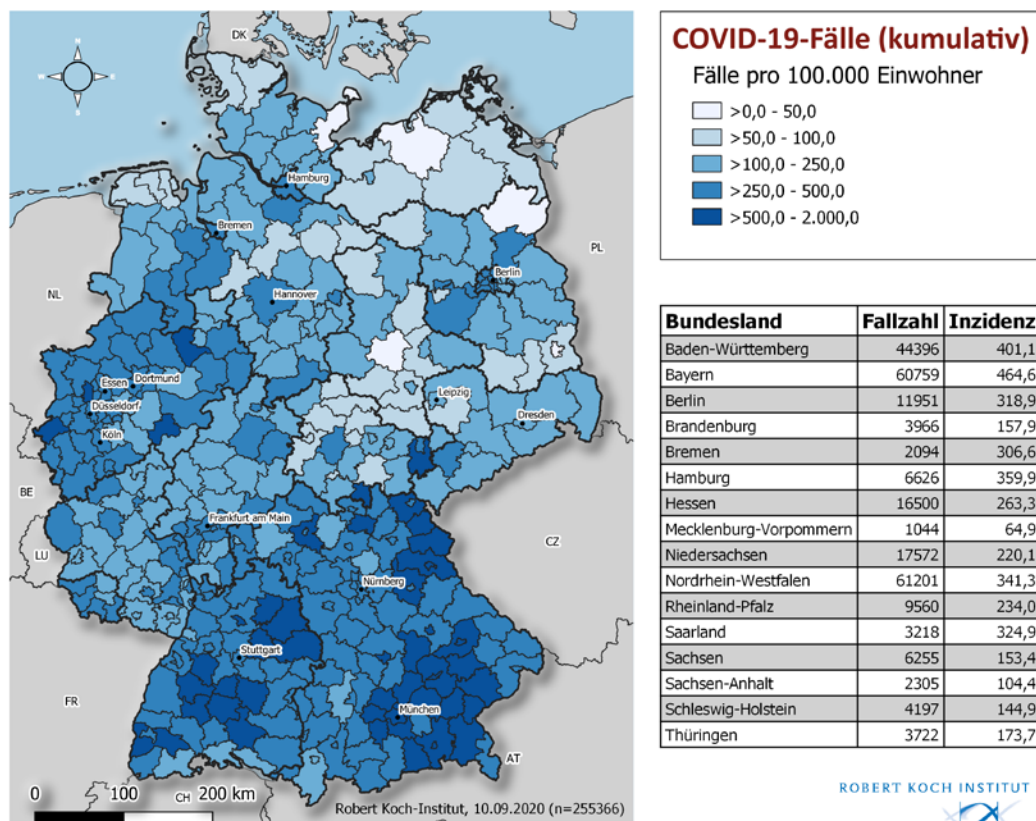 DK
Hamburg
Bremen
PL
Berlin
NL
Hannover
Essen
Dortmund
Düsseldorf
Leipzig
Köln
Dresden
BE
Frankfurt am Main
LU
CZ
Nürnberg
Stuttgart
FR
München
AT
CH
0 100 200 km
Robert Koch-Institut, 10.09.2020 (n=255366)
COVID-19-Fälle (kumulativ)
Fälle pro 100.000 Einwohner
>0,0 - 50,0
>50,0 - 100,0
>100,0 - 250,0
>250,0 - 500,0
>500,0 - 2.000,0
Bundesland Fallzahl Inzidenz
Baden-Württemberg 44396 401,1
Bayern 60759 464,6
Berlin 11951 318,9
Brandenburg 3966 157,9
Bremen 2094 306,6
Hamburg 6626 359,9
Hessen 16500 263,3
Mecklenburg-Vorpommern 1044 64,9
Niedersachsen 17572 220,1
Nordrhein-Westfalen 61201 341,3
Rheinland-Pfalz 9560 234,0
Saarland 3218 324,9
Sachsen 6255 153,4
Sachsen-Anhalt 2305 104,4
Schleswig-Holstein 4197 144,9
Thüringen 3722 173,7
ROBERT KOCH INSTITUT